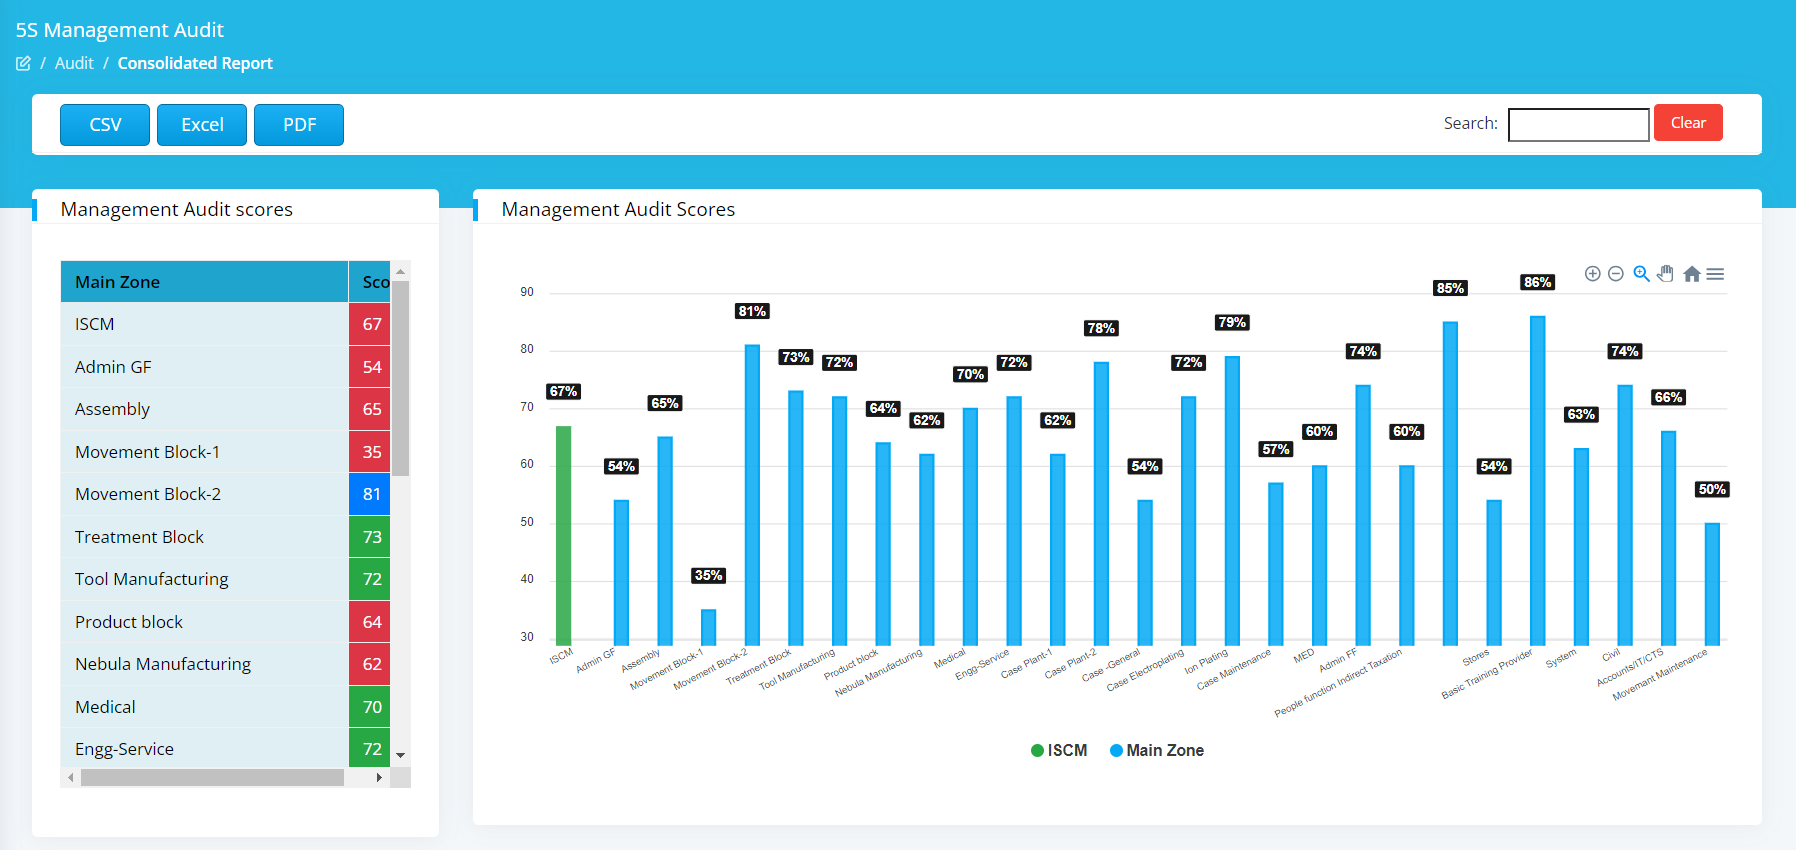 5S Management Audit
/ Audit / Consolidated Report
CSV Excel PDF Search: Clear
Management Audit scores
Main Zone Sco
ISCM 67
Admin GF 54
Assembly 65
Movement Block-1 35
Movement Block-2 81
Treatment Block 73
Tool Manufacturing 72
Product block 64
Nebula Manufacturing 62
Medical 70
Engg-Service 72
Management Audit Scores
90
80
70
60
50
40
30
67%
54%
65%
35%
81%
73%
72%
64%
62%
70%
72%
62%
78%
54%
72%
79%
57%
60%
74%
60%
85%
54%
86%
63%
74%
66%
50%
ISCM
Admin GF
Assembly
Movement Block-1
Movement Block-2
Treatment Block
Tool Manufacturing
Product block
Nebula Manufacturing
Medical
Engg-Service
Case Plant-1
Case Plant-2
Case -General
Case Electroplating
Ion Plating
Case Maintenance
MED
Admin FF
People function Indirect Taxation
Stores
Basic Training Provider
System
Civil
Accounts/IT/CTS
Movemant Maintenance
ISCM Main Zone